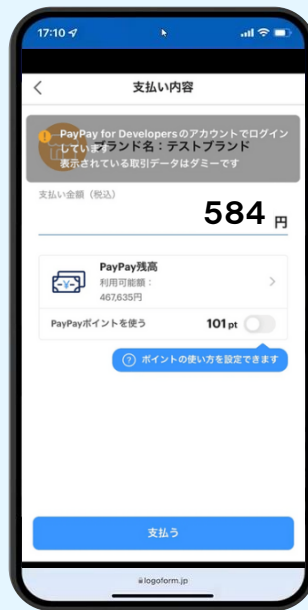 17:10
支払い内容
PayPay for Developersのアカウントでログイン
しています
ブランド名：テストブランド
表示されている取引データはダミーです
支払い金額（税込）
584 円
PayPay残高
利用可能額：
467,635円
PayPayポイントを使う 101 pt
ポイントの使い方を設定できます
支払う
logoform.jp